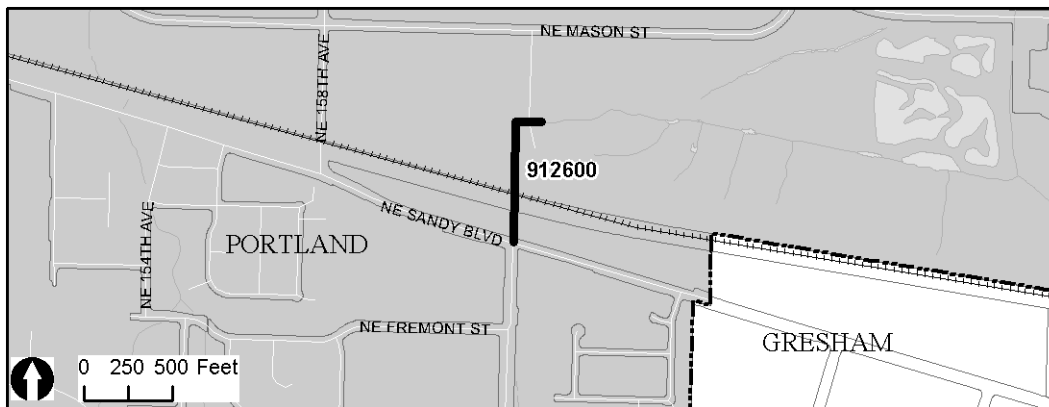 NE MASON ST
NE 158TH AVE
912600
NE SANDY BLVD
NE 154TH AVE
PORTLAND
NE FREMONT ST
GRESHAM
0 250 500 Feet